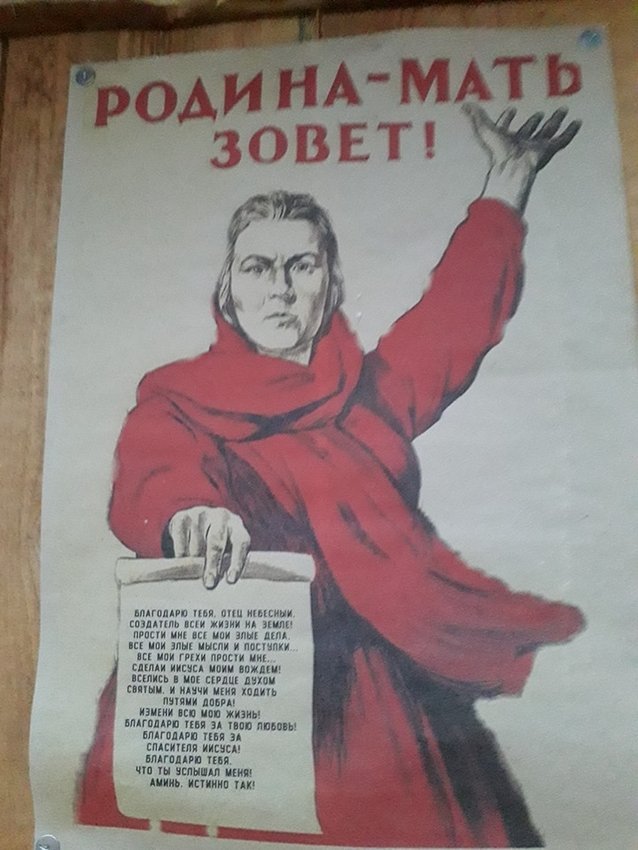 РОДИНА-МАТЬ
ЗОВЕТ!
БЛАГОДАРЮ ТЕБЯ, ОТЕЦ НЕБЕСНЫЙ,
СОЗДАТЕЛЬ ВСЕЙ ЖИЗНИ НА ЗЕМЛЕ!
ПРОСТИ МНЕ ВСЕ МОИ ЗЛЫЕ ДЕЛА,
ВСЕ МОИ ЗЛЫЕ МЫСЛИ И ПОСТУПКИ...
ВСЕ МОИ ГРЕХИ ПРОСТИ МНЕ...
СДЕЛАЙ ИИСУСА МОИМ ВОЖДЕМ!
ВСЕЛИСЬ В МОЕ СЕРДЦЕ ДУХОМ
СВЯТЫМ, И НАУЧИ МЕНЯ ХОДИТЬ
ПУТЯМИ ДОБРА!
ИЗМЕНИ ВСЮ МОЮ ЖИЗНЬ!
БЛАГОДАРЮ ТЕБЯ ЗА ТВОЮ ЛЮБОВЬ!
БЛАГОДАРЮ ТЕБЯ ЗА
СПАСИТЕЛЯ ИИСУСА!
БЛАГОДАРЮ ТЕБЯ,
ЧТО ТЫ УСЛЫШАЛ МЕНЯ!
АМИНЬ. ИСТИННО ТАК!